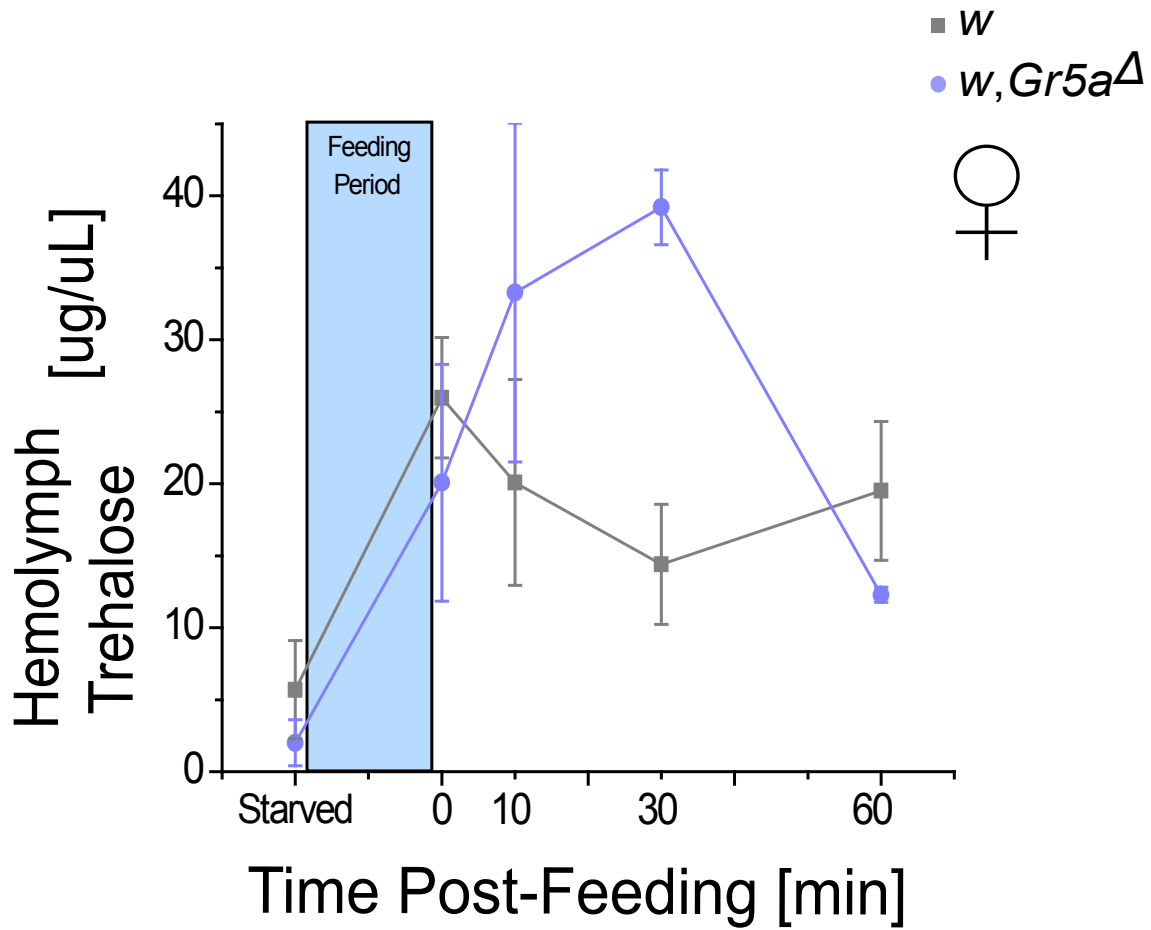 w
w,Gr5aΔ
Feeding
Period
40
30
20
10
0
Hemolymph [ug/uL]
Trehalose
Starved 0 10 30 60
Time Post-Feeding [min]